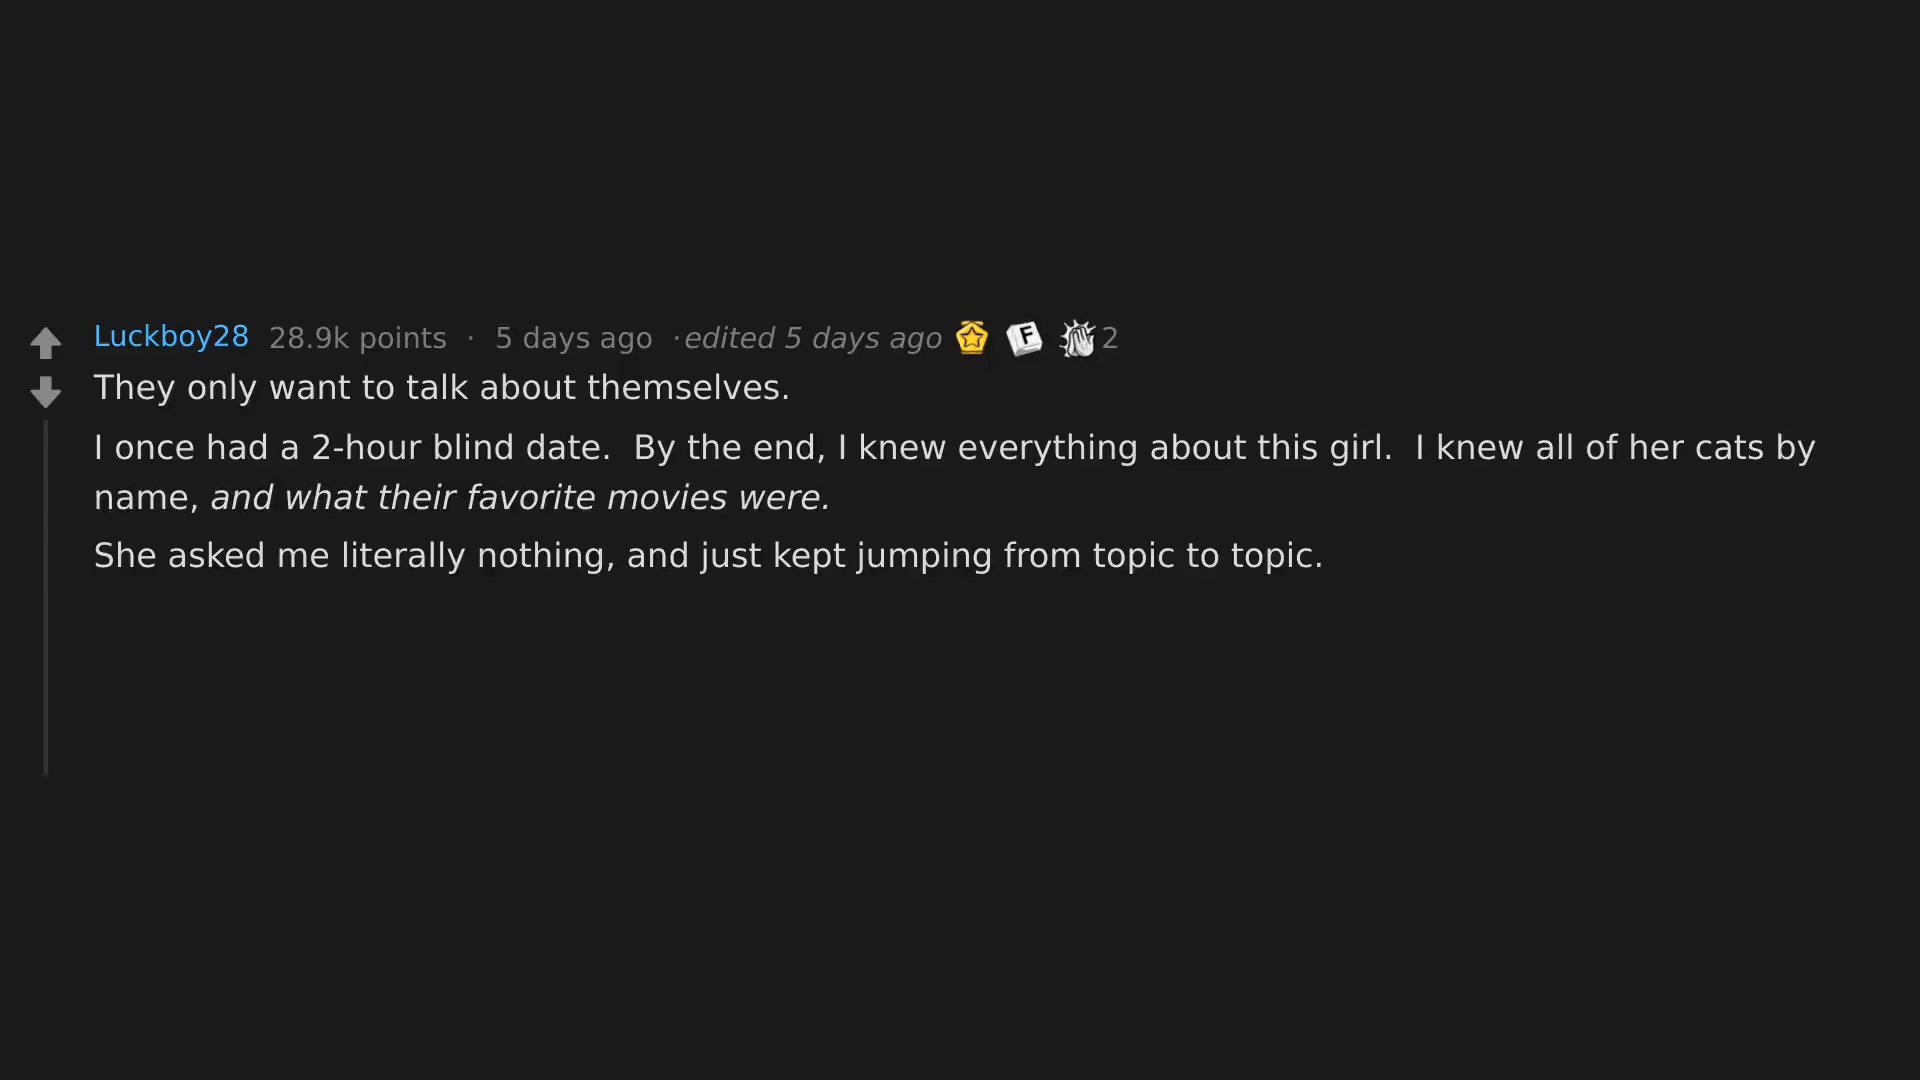 Luckboy28 28.9k points · 5 days ago · edited 5 days ago F 2
They only want to talk about themselves.
I once had a 2-hour blind date. By the end, I knew everything about this girl. I knew all of her cats by
name, and what their favorite movies were.
She asked me literally nothing, and just kept jumping from topic to topic.